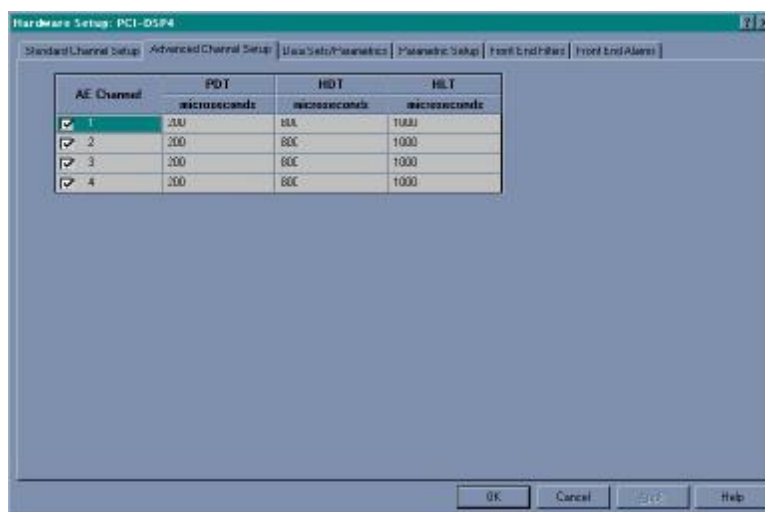 Hardware Setup: PCI-DSP4
Standard Channel Setup Advanced Channel Setup Data Sets/Parametrics Parametric Setup Front End Filters Front End Alarms
AE Channel PDT HDT HLT
microseconds microseconds microseconds
1 200 800 1000
2 200 800 1000
3 200 800 1000
4 200 800 1000
OK Cancel Apply Help